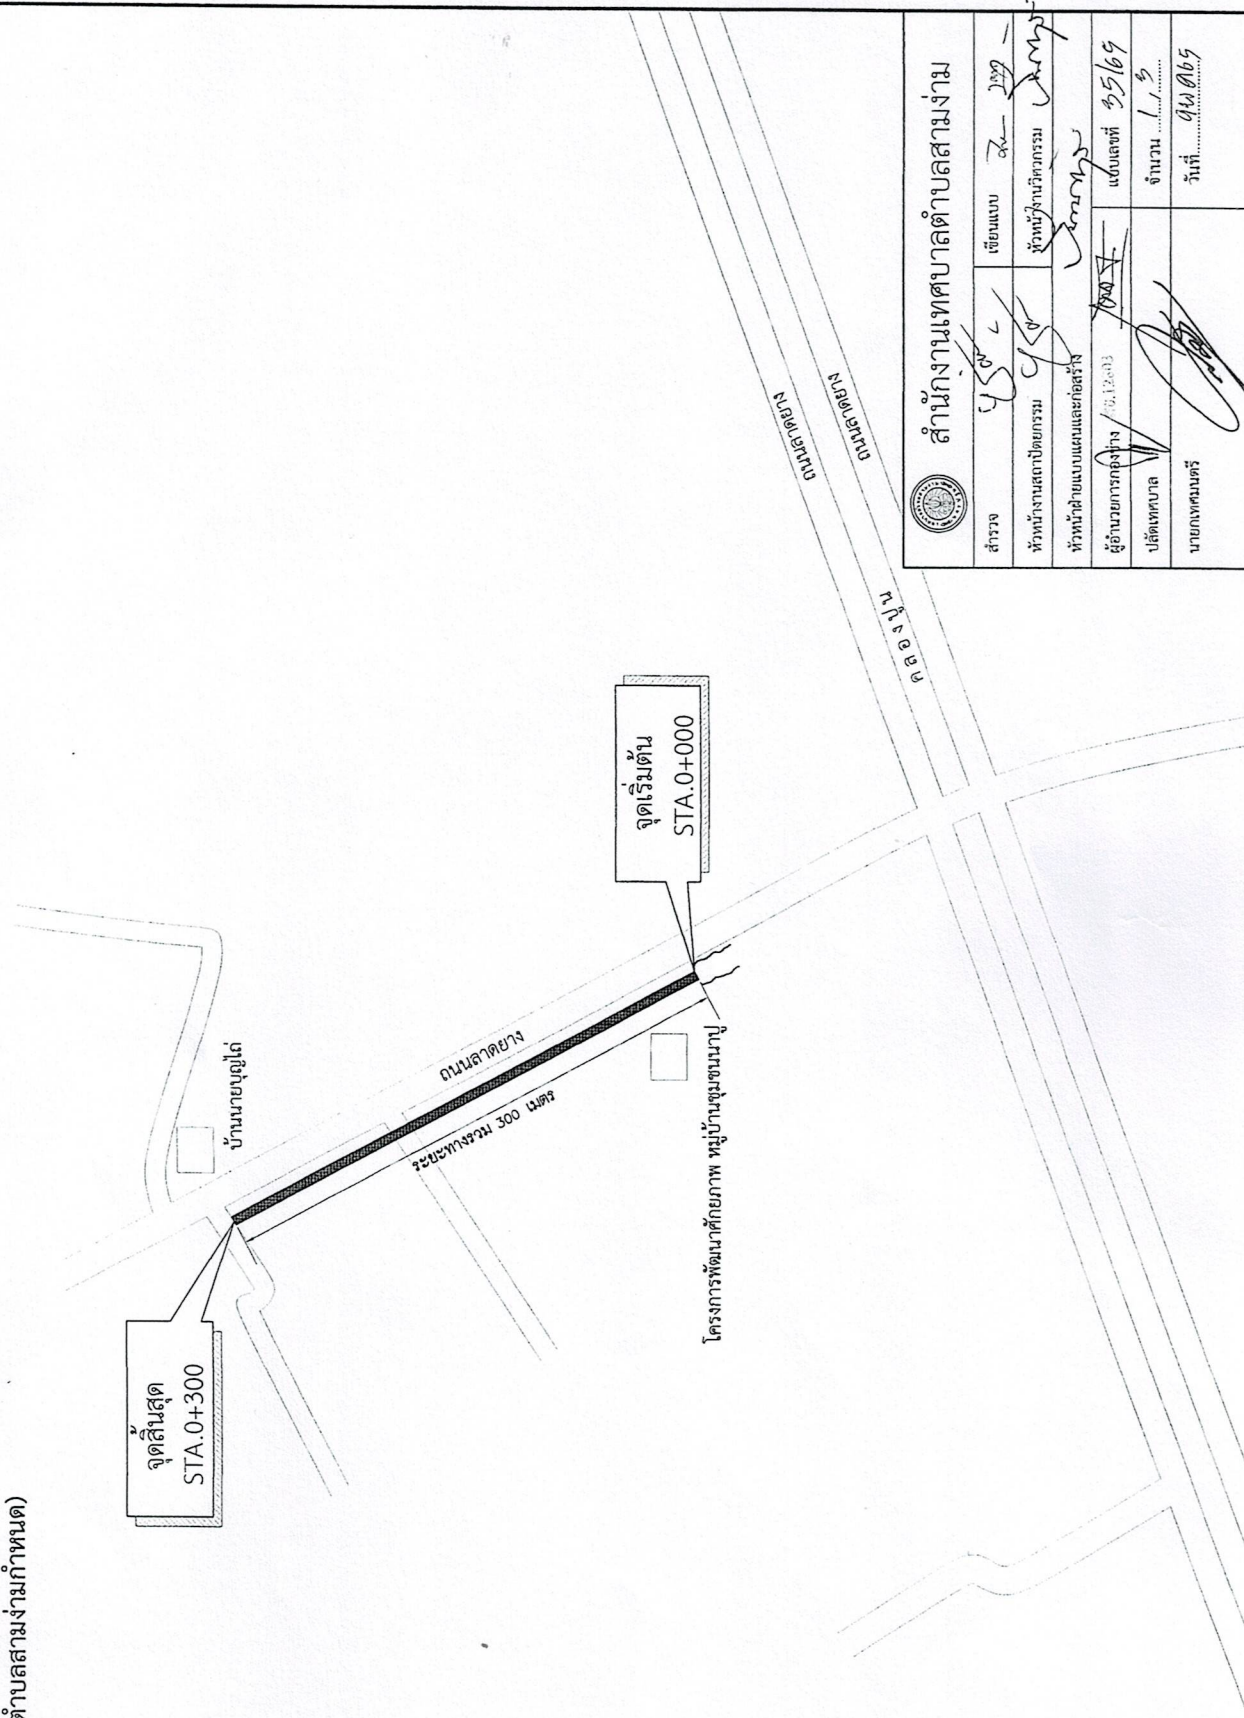 ตำบลสามง่ามกำหนด)
จุดสิ้นสุด
STA.0+300
บ้านนายบุญไถ่
ถนนลาดยาง
ระยะทางรวม 300 เมตร
จุดเริ่มต้น
STA.0+000
โครงการพัฒนาศักยภาพ หมู่บ้านชุมชนนาปู่
ถนนลาดยาง
ถนนลาดยาง
คลองปูน
สำนักงานเทศบาลตำบลสามง่าม
สำรวจ
เขียนแบบ
หัวหน้างานสถาปัตยกรรม
หัวหน้างานวิศวกรรม
หัวหน้าฝ่ายแบบแผนและก่อสร้าง
ผู้อำนวยการกองช่าง
แบบเลขที่ 35/65
ปลัดเทศบาล
จำนวน 1/3
นายกเทศมนตรี
วันที่